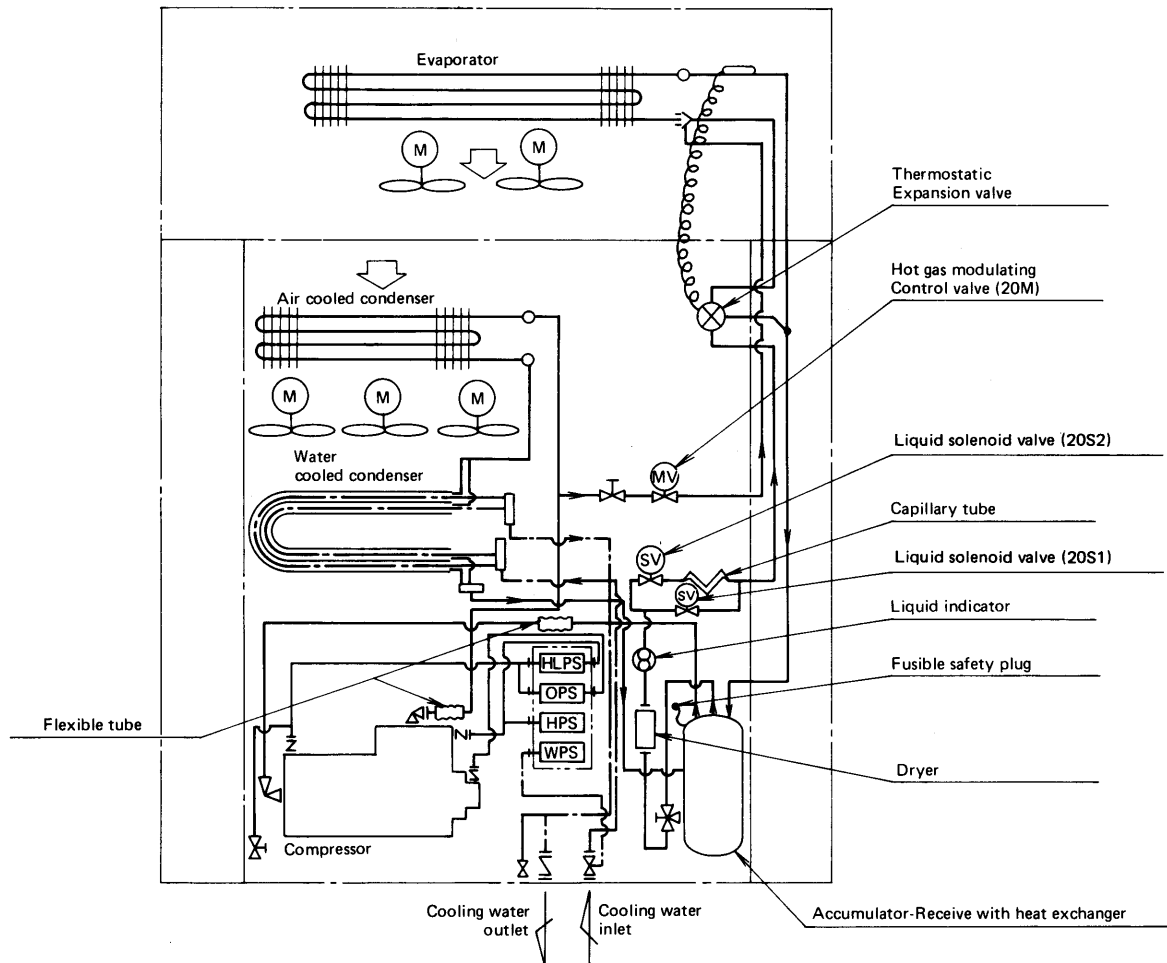 Evaporator
M
M
Thermostatic
Expansion valve
Hot gas modulating
Control valve (20M)
Air cooled condenser
M
M
M
Water
cooled condenser
MV
Liquid solenoid valve (20S2)
Capillary tube
SV
Liquid solenoid valve (20S1)
SV
Liquid indicator
Fusible safety plug
HLPS
OPS
HPS
WPS
Flexible tube
Dryer
Compressor
Cooling water
outlet
Cooling water
inlet
Accumulator-Receive with heat exchanger